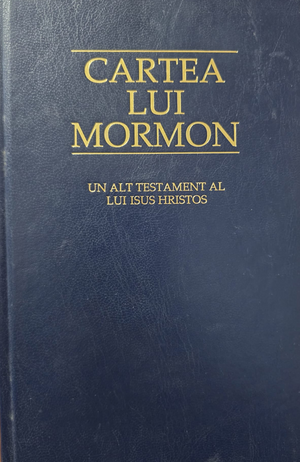 CARTEA
LUI
MORMON
UN ALT TESTAMENT AL
LUI ISUS HRISTOS